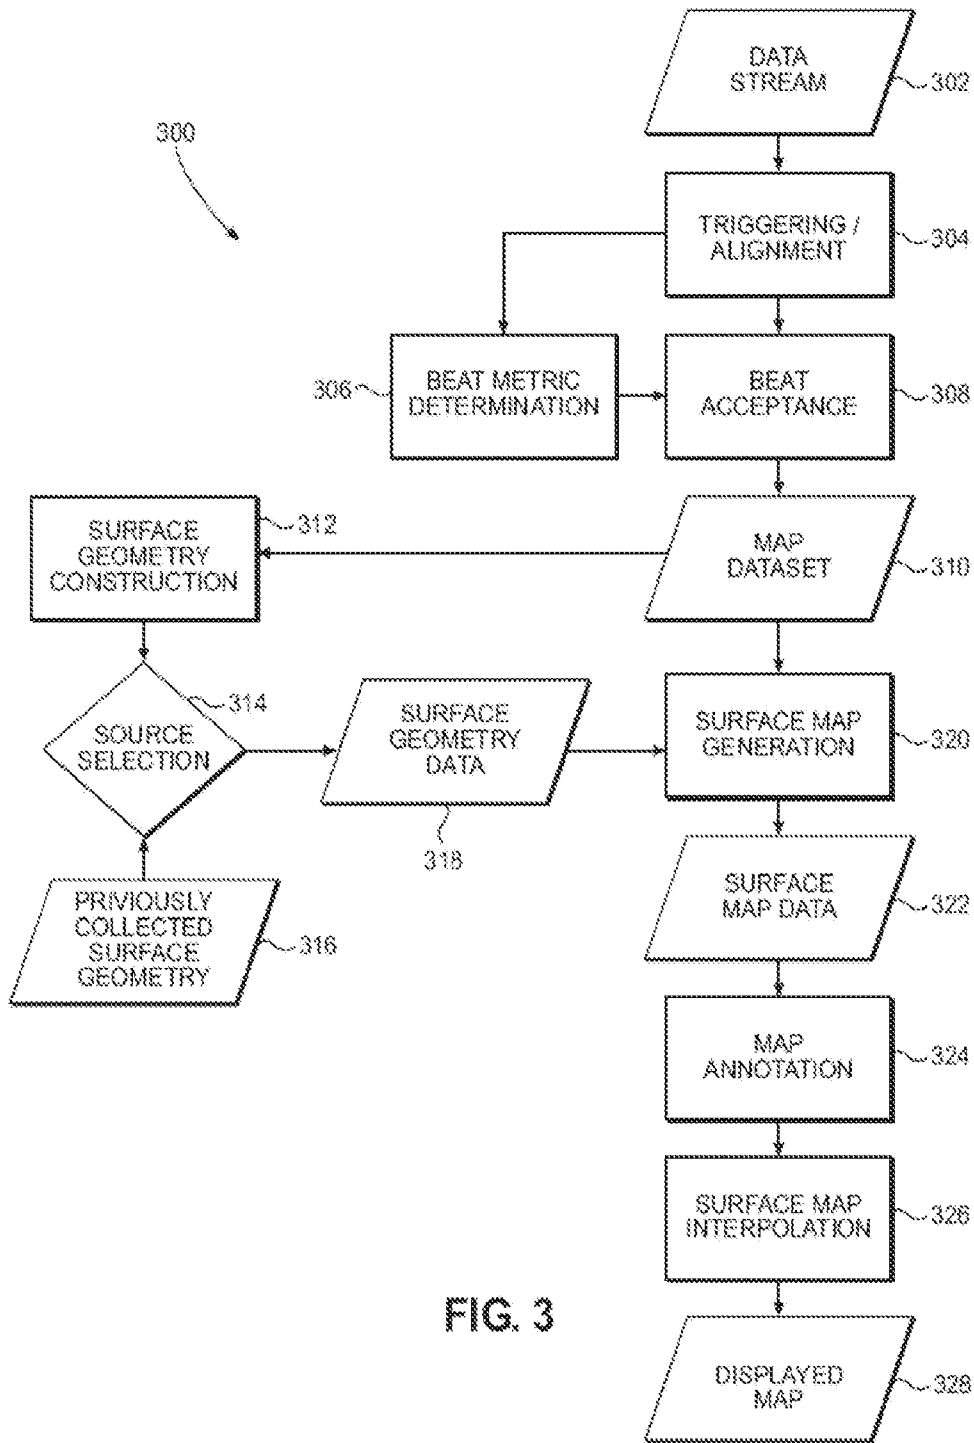 DATA
STREAM
302
300
TRIGGERING /
ALIGNMENT
304
306
BEAT METRIC
DETERMINATION
BEAT
ACCEPTANCE
308
SURFACE
GEOMETRY
CONSTRUCTION
312
MAP
DATASET
310
314
SOURCE
SELECTION
SURFACE
GEOMETRY
DATA
318
SURFACE MAP
GENERATION
320
PRIVIOUSLY
COLLECTED
SURFACE
GEOMETRY
316
SURFACE
MAP DATA
322
MAP
ANNOTATION
324
SURFACE MAP
INTERPOLATION
326
FIG. 3
DISPLAYED
MAP
328